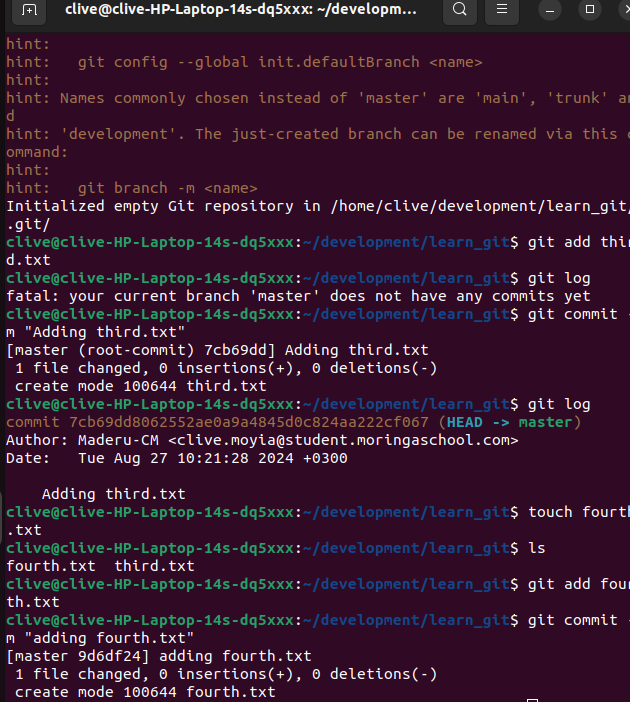 clive@clive-HP-Laptop-14s-dq5xxx: ~/developm...
hint:
hint:   git config --global init.defaultBranch <name>
hint:
hint: Names commonly chosen instead of 'master' are 'main', 'trunk' an
d
hint: 'development'. The just-created branch can be renamed via this c
ommand:
hint:
hint:   git branch -m <name>
Initialized empty Git repository in /home/clive/development/learn_git/
.git/
clive@clive-HP-Laptop-14s-dq5xxx:~/development/learn_git$ git add thir
d.txt
clive@clive-HP-Laptop-14s-dq5xxx:~/development/learn_git$ git log
fatal: your current branch 'master' does not have any commits yet
clive@clive-HP-Laptop-14s-dq5xxx:~/development/learn_git$ git commit -
m "Adding third.txt"
[master (root-commit) 7cb69dd] Adding third.txt
 1 file changed, 0 insertions(+), 0 deletions(-)
 create mode 100644 third.txt
clive@clive-HP-Laptop-14s-dq5xxx:~/development/learn_git$ git log
commit 7cb69dd8062552ae0a9a4845d0c824aa222cf067 (HEAD -> master)
Author: Maderu-CM <clive.moyia@student.moringaschool.com>
Date:   Tue Aug 27 10:21:28 2024 +0300

    Adding third.txt
clive@clive-HP-Laptop-14s-dq5xxx:~/development/learn_git$ touch fourth
.txt
clive@clive-HP-Laptop-14s-dq5xxx:~/development/learn_git$ ls
fourth.txt  third.txt
clive@clive-HP-Laptop-14s-dq5xxx:~/development/learn_git$ git add four
th.txt
clive@clive-HP-Laptop-14s-dq5xxx:~/development/learn_git$ git commit -
m "adding fourth.txt"
[master 9d6df24] adding fourth.txt
 1 file changed, 0 insertions(+), 0 deletions(-)
 create mode 100644 fourth.txt